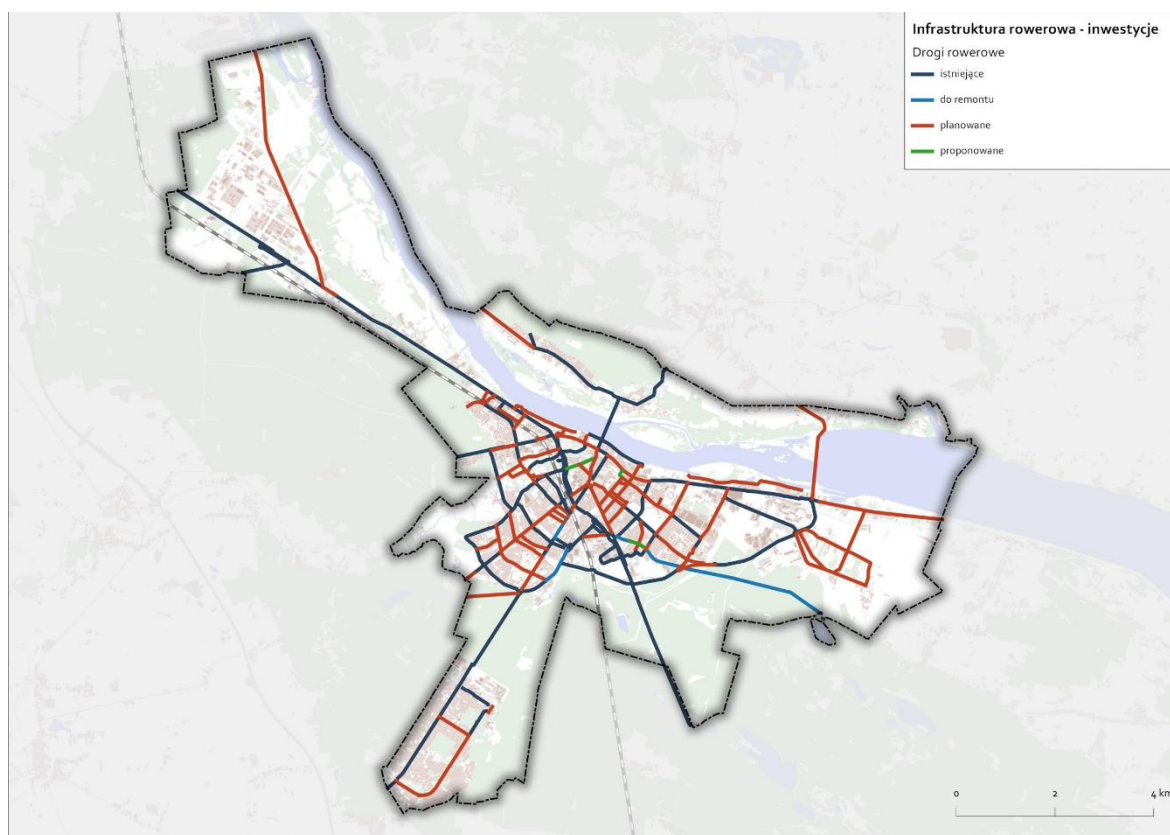 Infrastruktura rowerowa - inwestycje
Drogi rowerowe
istniejące
do remontu
planowane
proponowane
0 2 4 km